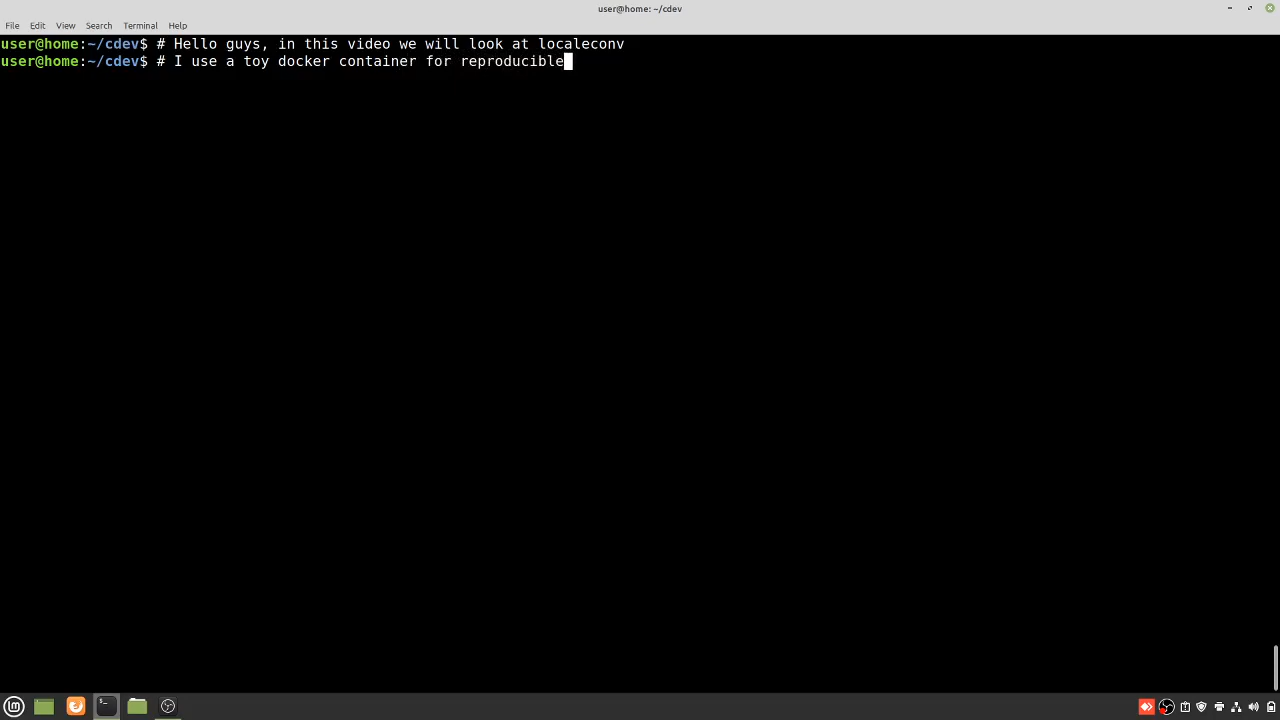 user@home: ~/cdev
File Edit View Search Terminal Help
user@home:~/cdev$ # Hello guys, in this video we will look at localeconv
user@home:~/cdev$ # I use a toy docker container for reproducible